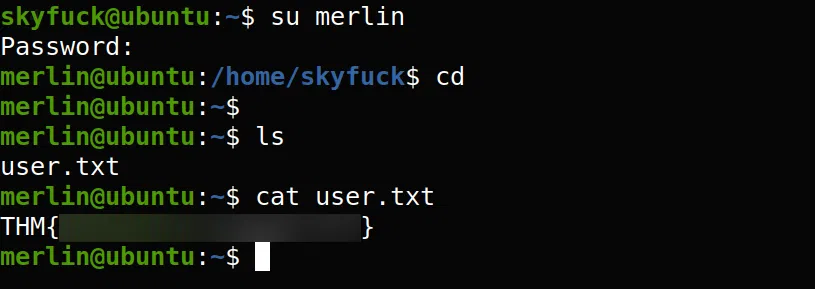 skyfuck@ubuntu:~$ su merlin
Password:
merlin@ubuntu:/home/skyfuck$ cd
merlin@ubuntu:~$
merlin@ubuntu:~$ ls
user.txt
merlin@ubuntu:~$ cat user.txt
THM{}
merlin@ubuntu:~$